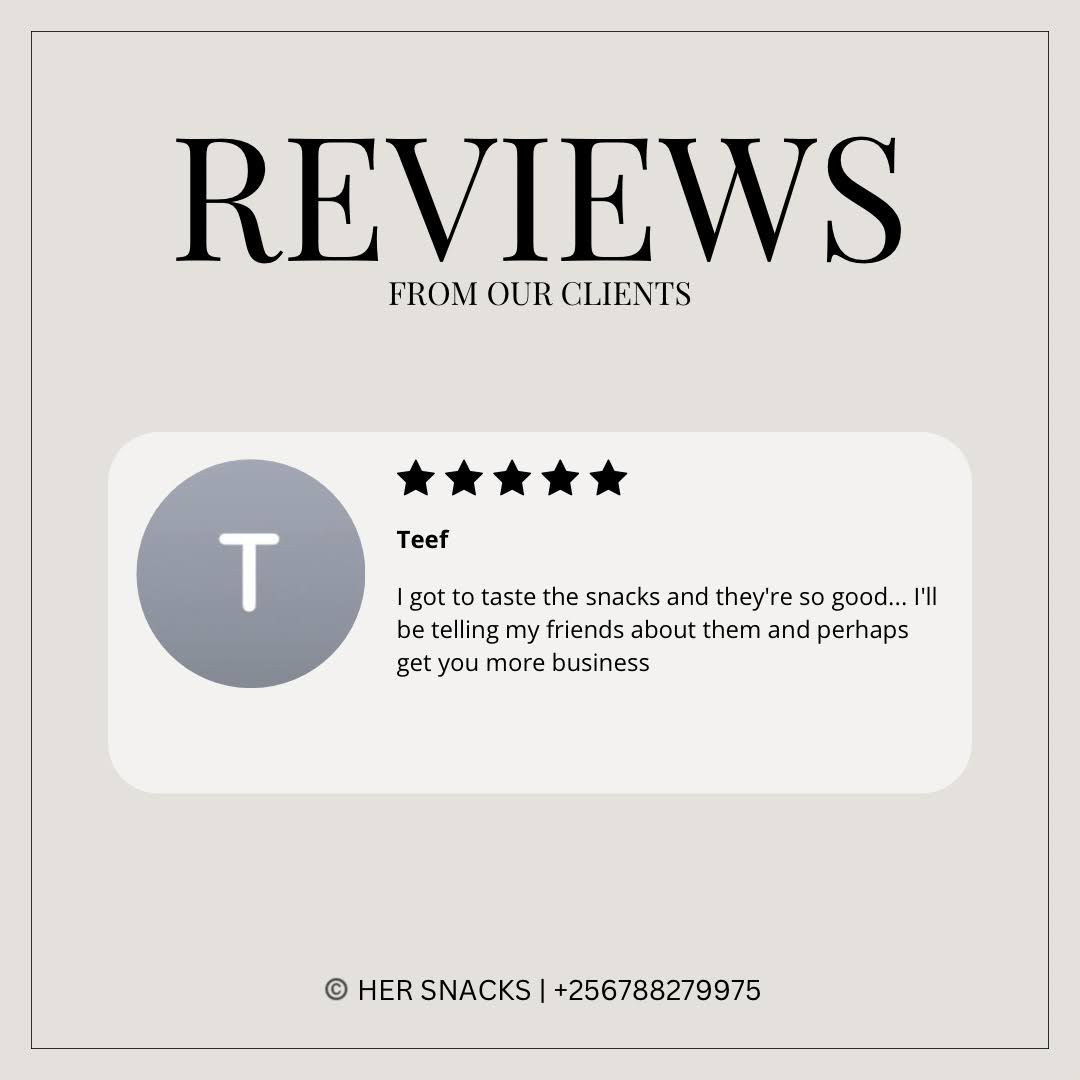 REVIEWS
FROM OUR CLIENTS
T
★★★★★
Teef
I got to taste the snacks and they're so good... I'll
be telling my friends about them and perhaps
get you more business
© HER SNACKS | +256788279975